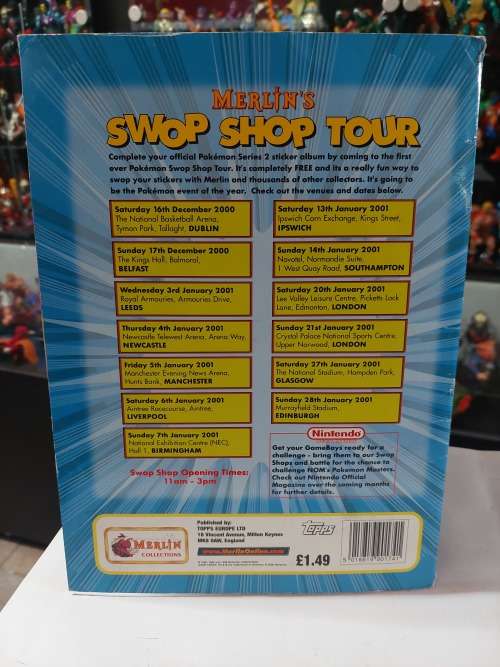 MERLIN'S
SWOP SHOP TOUR
Complete your official Pokémon Series 2 sticker album by coming to the first
ever Pokémon Swop Shop Tour. It's completely FREE and its a really fun way to
swop your stickers with Merlin and thousands of other collectors. It's going to
be the Pokémon event of the year, Check out the venues and dates below.
Saturday 16th December 2000
The National Basketball Arena,
Tymon Park, Tallaght, DUBLIN
Sunday 17th December 2000
The Kings Hall, Balmoral,
BELFAST
Wednesday 3rd January 2001
Royal Armouries, Armouries Drive,
LEEDS
Thursday 4th January 2001
Newcastle Telewest Arena, Arena Way,
NEWCASTLE
Friday 5th January 2001
Manchester Evening News Arena,
Hunts Bank, MANCHESTER
Saturday 6th January 2001
Aintree Racecourse, Aintree,
LIVERPOOL
Sunday 7th January 2001
National Exhibition Centre (NEC),
Hall 1, BIRMINGHAM
Swop Shop Opening Times:
11am - 3pm
Saturday 13th January 2001
Ipswich Corn Exchange, Kings Street,
IPSWICH
Sunday 14th January 2001
Novotel, Normandie Suite,
1 West Quay Road, SOUTHAMPTON
Saturday 20th January 2001
Lee Valley Leisure Centre, Picketts Lock
Lane, Edmonton, LONDON
Sunday 21st January 2001
Crystal Palace National Sports Centre,
Upper Norwood, LONDON
Saturday 27th January 2001
The National Stadium, Hampden Park,
GLASGOW
Sunday 28th January 2001
Murrayfield Stadium,
EDINBURGH
Nintendo
Get your GameBoys ready for a
challenge - bring them to our Swop
Shops and battle for the chance to
challenge NOM's Pokemon Masters.
Check out Nintendo Official
Magazine over the coming months
for further details.
MERLIN
COLLECTIONS
Published by:
TOPPS EUROPE LTD
18 Vincent Avenue, Milton Keynes
MK8 0AW, England
www.MerlinOnline.com
topps
£1.49